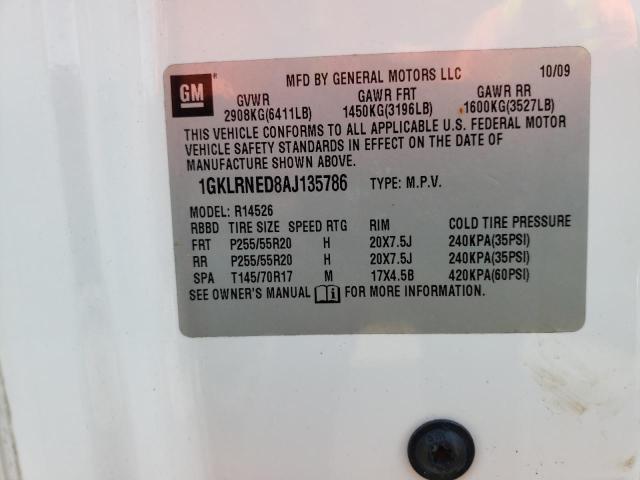 GM
®
MFD BY GENERAL MOTORS LLC 10/09
GVWR GAWR FRT GAWR RR
2908KG(6411LB) 1450KG(3196LB) 1600KG(3527LB)
THIS VEHICLE CONFORMS TO ALL APPLICABLE U.S. FEDERAL MOTOR
VEHICLE SAFETY STANDARDS IN EFFECT ON THE DATE OF
MANUFACTURE SHOWN ABOVE.
1GKLRNED8AJ135786 TYPE: M.P.V.
MODEL: R14526
RBBD TIRE SIZE SPEED RTG RIM COLD TIRE PRESSURE
FRT P255/55R20 H 20X7.5J 240KPA(35PSI)
RR P255/55R20 H 20X7.5J 240KPA(35PSI)
SPA T145/70R17 M 17X4.5B 420KPA(60PSI)
SEE OWNER'S MANUAL FOR MORE INFORMATION.